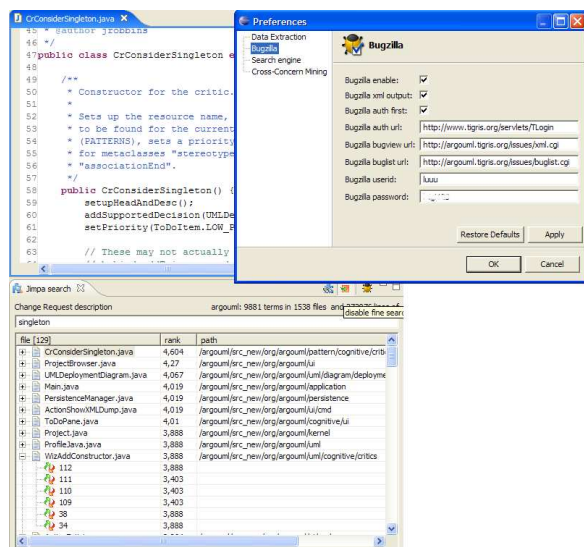 CrConsiderSingleton.java
45 * @author jrobbins
46 */
47 public class CrConsiderSingleton e
48
49 /**
50 * Constructor for the critic.
51 *
52 * Sets up the resource name,
53 * to be found for the current
54 * (PATTERNS), sets a priority
55 * for metaclasses "stereotype
56 * "associationEnd".
57 */
58 public CrConsiderSingleton() {
59 setupHeadAndDesc();
60 addSupportedDecision(UMLDe
61 setPriority(ToDoItem.LOW_P
62
63 // These may not actually
Preferences
Data Extraction
Bugzilla
Search engine
Cross-Concern Mining
Bugzilla
Bugzilla enable:
Bugzilla xml output:
Bugzilla auth first:
Bugzilla auth url: http://www.tigris.org/servlets/TLogin
Bugzilla bugview url: http://argouml.tigris.org/issues/xml.cgi
Bugzilla buglist url: http://argouml.tigris.org/issues/buglist.cgi
Bugzilla userid: luuu
Bugzilla password:
Restore Defaults Apply
OK Cancel
Jimpa search
Change Request description argouml: 9881 terms in 1538 files and
disable fine searc
singleton
file [129] rank path
CrConsiderSingleton.java 4,604 /argouml/src_new/org/argouml/pattern/cognitive/critic
ProjectBrowser.java 4,27 /argouml/src_new/org/argouml/ui
UMLDeploymentDiagram.java 4,067 /argouml/src_new/org/argouml/uml/diagram/deployme
Main.java 4,019 /argouml/src_new/org/argouml/application
PersistenceManager.java 4,019 /argouml/src_new/org/argouml/persistence
ActionShowXMLDump.java 4,019 /argouml/src_new/org/argouml/ui/cmd
ToDoPane.java 4,01 /argouml/src_new/org/argouml/cognitive/ui
Project.java 3,888 /argouml/src_new/org/argouml/kernel
ProfileJava.java 3,888 /argouml/src_new/org/argouml/uml
WizAddConstructor.java 3,888 /argouml/src_new/org/argouml/uml/cognitive/critics
112 3,888
111 3,403
110 3,403
109 3,403
38 3,888
34 3,888